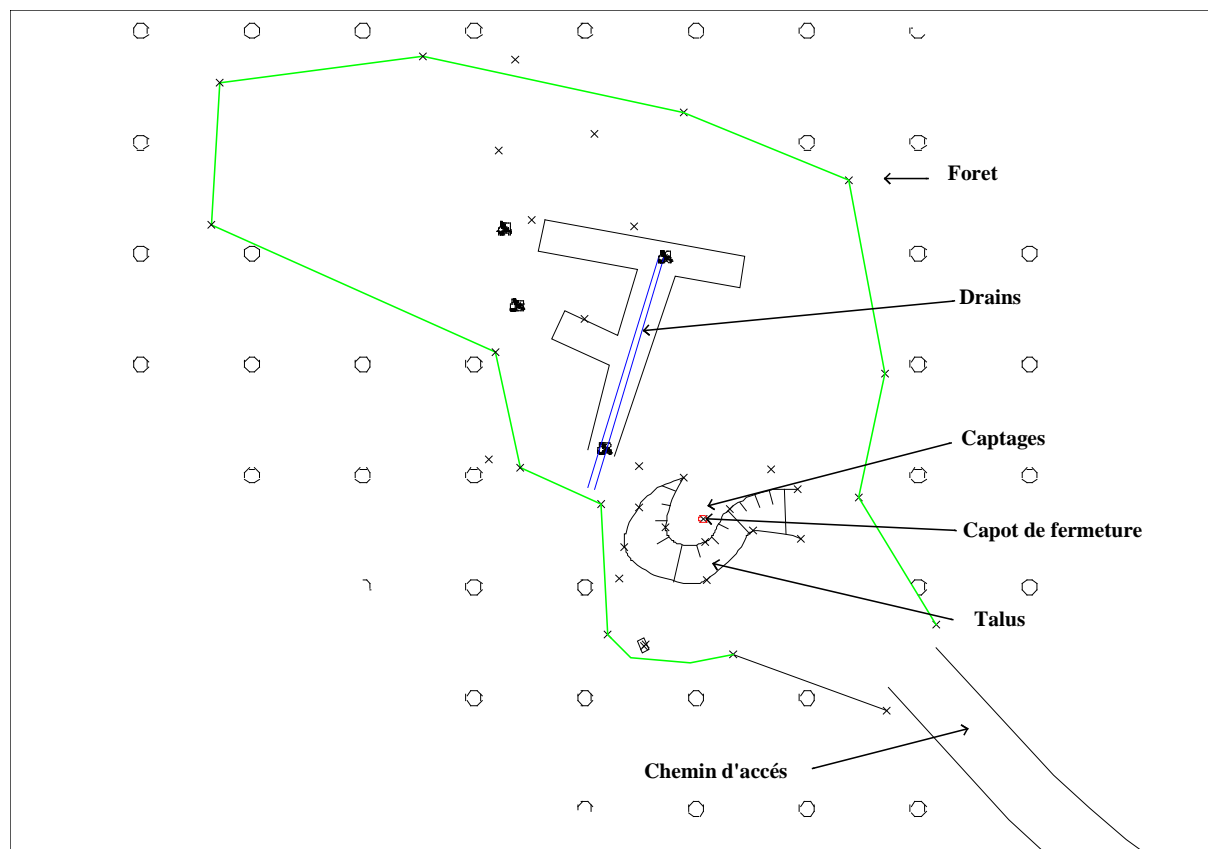 Foret
Drains
Captages
Capot de fermeture
Talus
Chemin d'accés